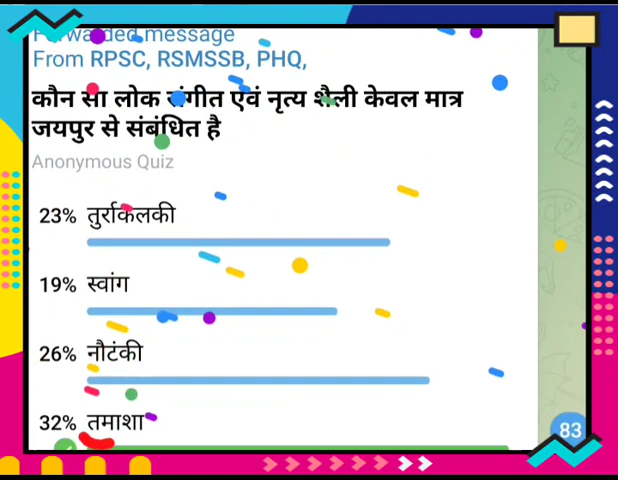 Forwarded message
From RPSC, RSMSSB, PHQ,
कौन सा लोक संगीत एवं नृत्य शैली केवल मात्र
जयपुर से संबंधित है
Anonymous Quiz
23% तुर्राकलकी
19% स्वांग
26% नौटंकी
32% तमाशा
83